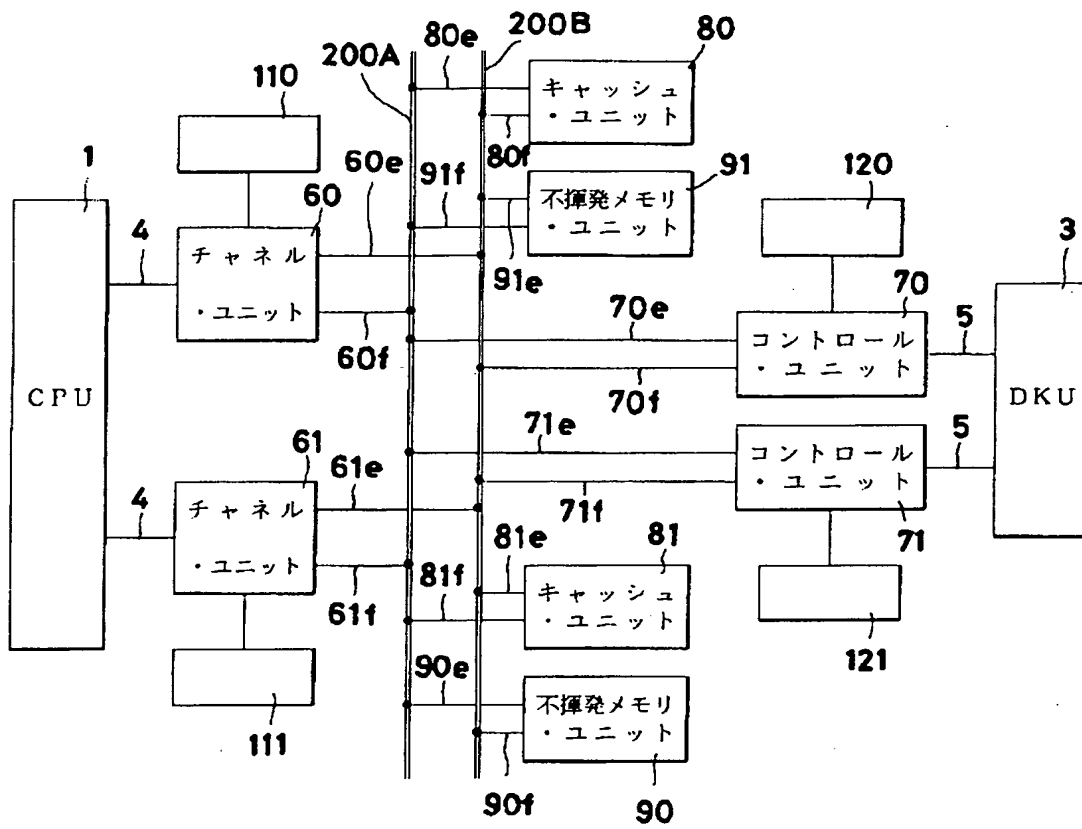 200B
80e
80
200A
キャッシュ
・ユニット
110
80f
1
60e
91f
91
120
60
不揮発メモリ
・ユニット
3
4
チャネル
・ユニット
91e
70
70e
コントロール
・ユニット
5
60f
70f
CPU
DKU
61
61e
71e
コントロール
・ユニット
5
4
チャネル
・ユニット
71f
71
81e
81
61f
81f
キャッシュ
・ユニット
121
90e
不揮発メモリ
・ユニット
111
90f
90